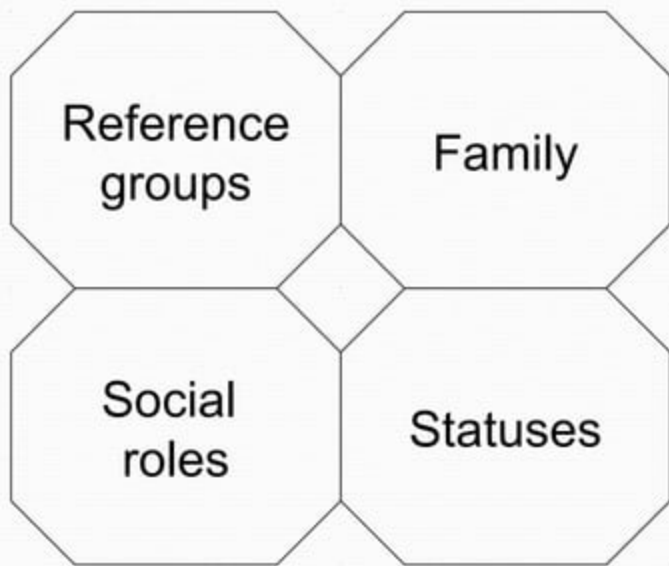 Reference
groups
Family
Social
roles
Statuses